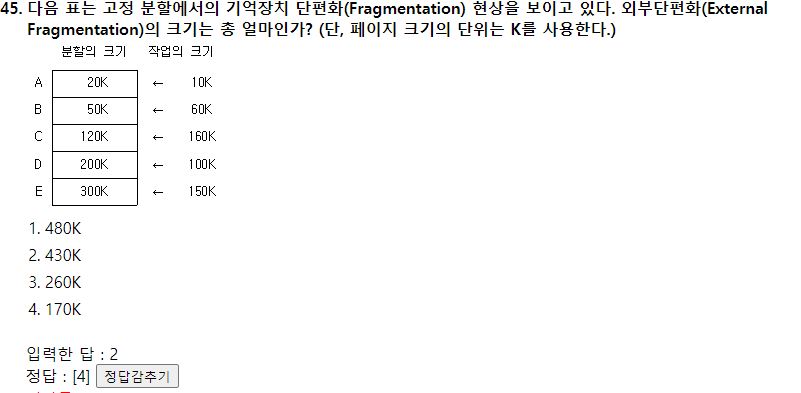 45. 다음 표는 고정 분할에서의 기억장치 단편화(Fragmentation) 현상을 보이고 있다. 외부단편화(External
Fragmentation)의 크기는 총 얼마인가? (단, 페이지 크기의 단위는 K를 사용한다.)
분할의 크기 작업의 크기
A 20K ← 10K
B 50K ← 60K
C 120K ← 160K
D 200K ← 100K
E 300K ← 150K
1. 480K
2. 430K
3. 260K
4. 170K
입력한 답 : 2
정답 : [4] 정답감추기